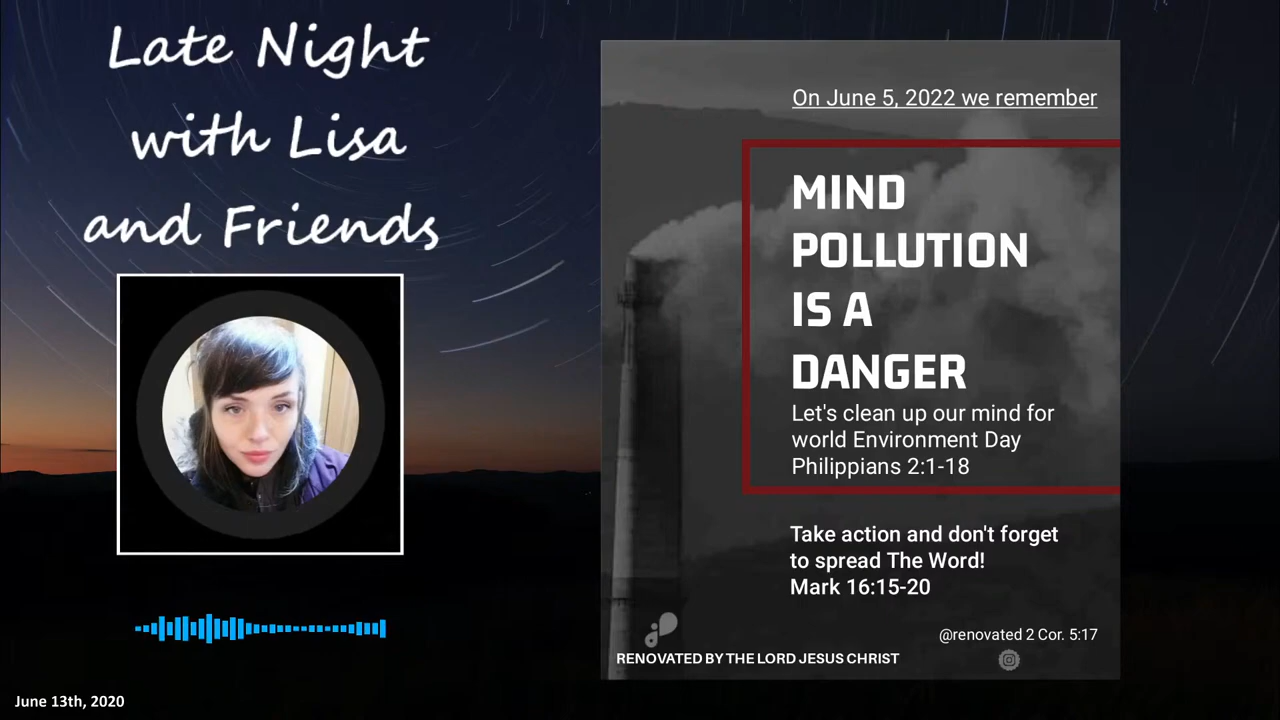 Late Night
with Lisa
and Friends
On June 5, 2022 we remember
MIND
POLLUTION
IS A
DANGER
Let's clean up our mind for
world Environment Day
Philippians 2:1-18
Take action and don't forget
to spread The Word!
Mark 16:15-20
@renovated 2 Cor. 5:17
RENOVATED BY THE LORD JESUS CHRIST
June 13th, 2020